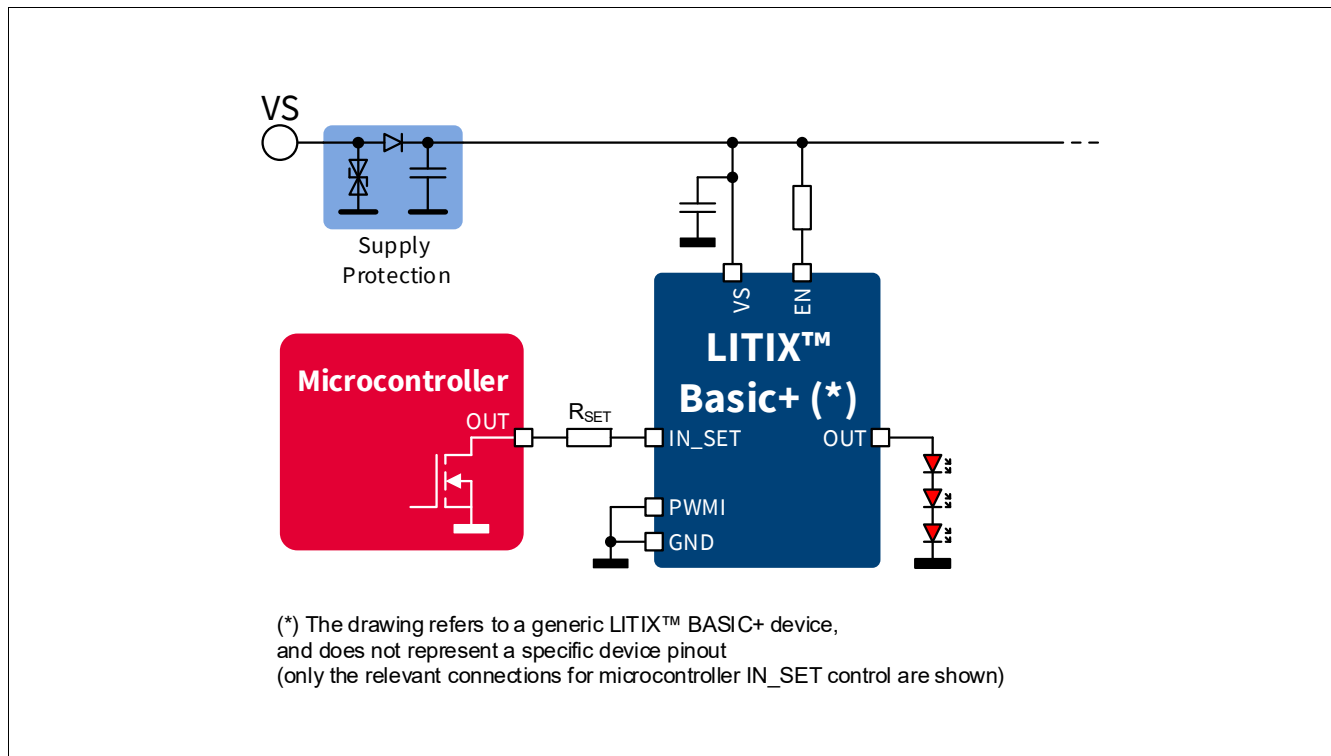 VS
Supply
Protection
VS
EN
LITIX™
Basic+ (*)
Microcontroller
OUT
RSET
IN_SET
OUT
PWMI
GND
(*) The drawing refers to a generic LITIX™ BASIC+ device,
and does not represent a specific device pinout
(only the relevant connections for microcontroller IN_SET control are shown)